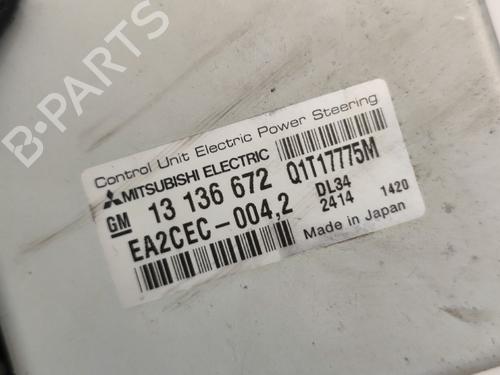 B-PARTS
Control Unit Electric Power Steering
MITSUBISHI ELECTRIC
GM 13 136 672 Q1T17775M
EA2CEC-004,2 DL34
2414 1420
Made in Japan